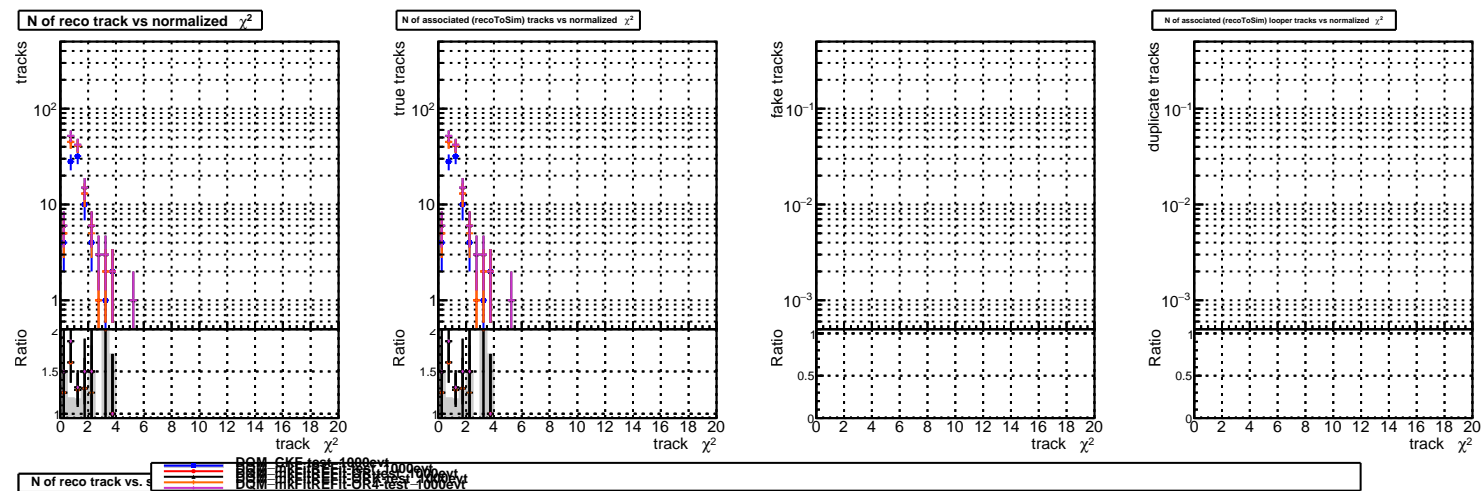 N of reco track vs normalized χ²
N of associated (recoToSim) tracks vs normalized χ²
N of associated (recoToSim) looper tracks vs normalized χ²
tracks
10²
10
1
Ratio
2
1.5
1
0 2 4 6 8 10 12 14 16 18 20
track χ²
true tracks
10²
10
1
Ratio
2
1.5
1
0 2 4 6 8 10 12 14 16 18 20
track χ²
fake tracks
10⁻¹
10⁻²
10⁻³
Ratio
1
0.5
0
0 2 4 6 8 10 12 14 16 18 20
track χ²
duplicate tracks
10⁻¹
10⁻²
10⁻³
Ratio
1
0.5
0
0 2 4 6 8 10 12 14 16 18 20
track χ²
N of reco track vs.
DQM-mkFitREFit-OR4-test-1000evt